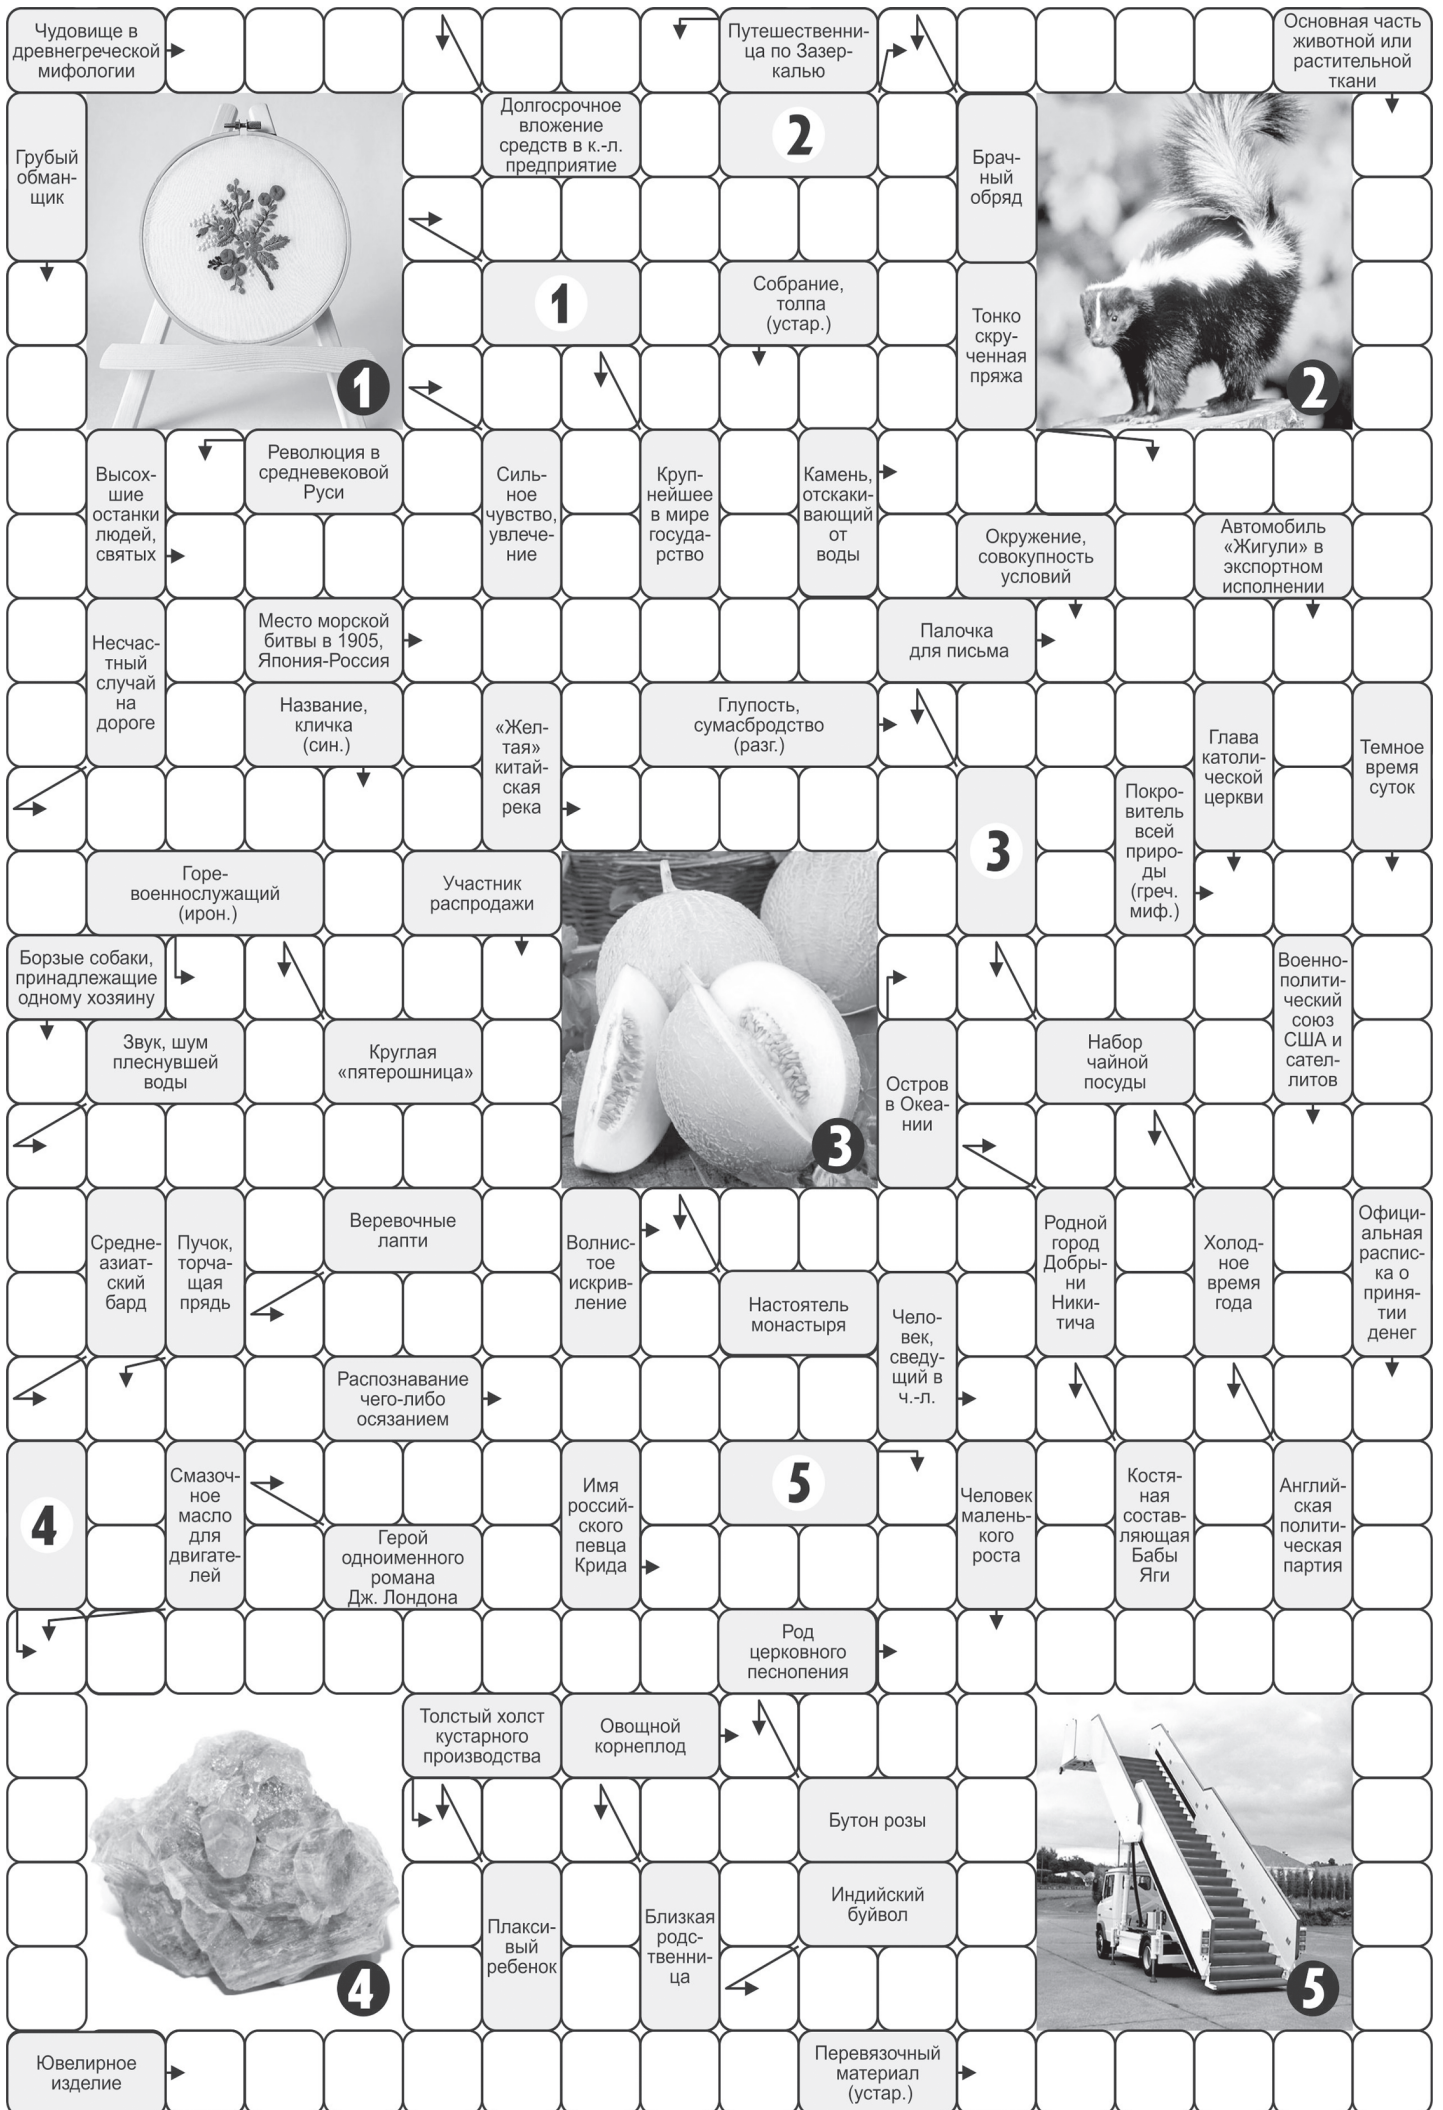 Чудовище в
древнегреческой
мифологии
Путешественни-
ца по Зазер-
калью
Основная часть
животной или
растительной
ткани
Грубый
обман-
щик
Долгосрочное
вложение
средств в к.-л.
предприятие
2
Брач-
ный
обряд
1
Собрание,
толпа
(устар.)
Тонко
скру-
ченная
пряжа
1
2
Высох-
шие
останки
людей,
святых
Революция в
средневековой
Руси
Силь-
ное
чувство,
увлече-
ние
Круп-
нейшее
в мире
госуда-
рство
Камень,
отскаки-
вающий
от
воды
Окружение,
совокупность
условий
Автомобиль
«Жигули» в
экспортном
исполнении
Несчас-
тный
случай
на
дороге
Место морской
битвы в 1905,
Япония-Россия
Палочка
для письма
Название,
кличка
(син.)
«Жел-
тая»
китай-
ская
река
Глупость,
сумасбродство
(разг.)
Глава
католи-
ческой
церкви
Темное
время
суток
3
Покро-
витель
всей
приро-
ды
(греч.
миф.)
Горе-
военнослужащий
(ирон.)
Участник
распродажи
Борзые собаки,
принадлежащие
одному хозяину
Военно-
полити-
ческий
союз
США и
сател-
литов
Звук, шум
плеснувшей
воды
Круглая
«пятерошница»
3
Остров
в Океа-
нии
Набор
чайной
посуды
Средне-
азиат-
ский
бард
Пучок,
торча-
щая
прядь
Веревочные
лапти
Волнис-
тое
искрив-
ление
Родной
город
Добры-
ни
Ники-
тича
Холод-
ное
время
года
Офици-
альная
распис-
ка о
приня-
тии
денег
Настоятель
монастыря
Чело-
век,
сведу-
щий в
ч.-л.
Распознавание
чего-либо
осязанием
4
Смазоч-
ное
масло
для
двигате-
лей
Имя
россий-
ского
певца
Крида
5
Человек
малень-
кого
роста
Костя-
ная
состав-
ляющая
Бабы
Яги
Англий-
ская
полити-
ческая
партия
Герой
одноименного
романа
Дж. Лондона
Род
церковного
песнопения
Толстый холст
кустарного
производства
Овощной
корнеплод
Бутон розы
Плакси-
вый
ребенок
Близкая
родс-
твенни-
ца
Индийский
буйвол
4
5
Ювелирное
изделие
Перевязочный
материал
(устар.)